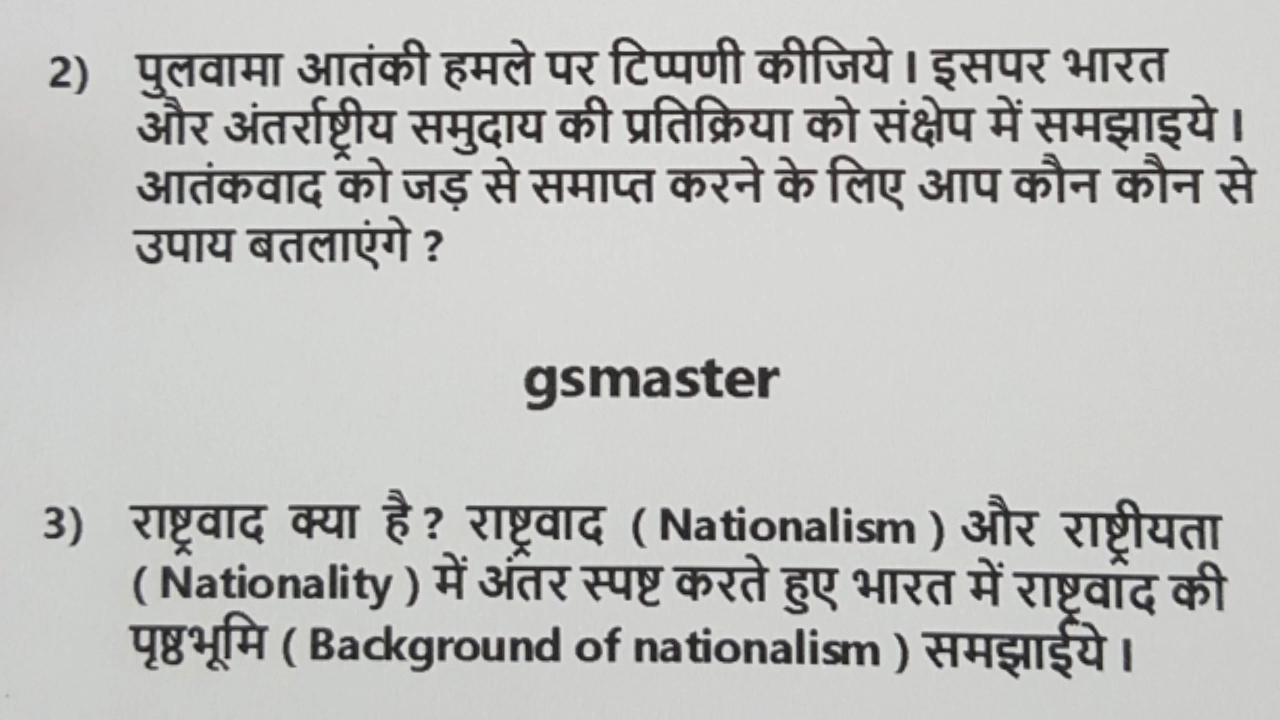 2) पुलवामा आतंकी हमले पर टिप्पणी कीजिये । इसपर भारत
और अंतर्राष्ट्रीय समुदाय की प्रतिक्रिया को संक्षेप में समझाइये ।
आतंकवाद को जड़ से समाप्त करने के लिए आप कौन कौन से
उपाय बतलाएंगे ?
gsmaster
3) राष्ट्रवाद क्या है ? राष्ट्रवाद ( Nationalism ) और राष्ट्रीयता
( Nationality ) में अंतर स्पष्ट करते हुए भारत में राष्ट्रवाद की
पृष्ठभूमि ( Background of nationalism ) समझाईये ।